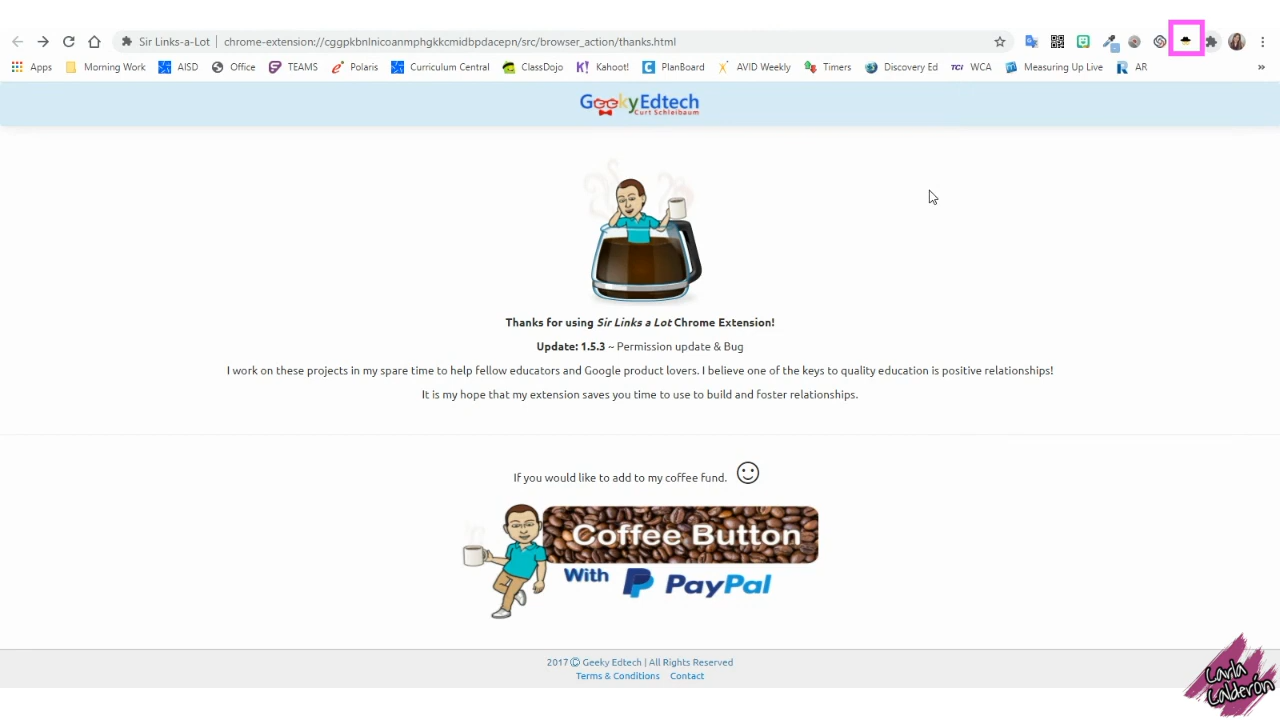 Sir Links-a-Lot | chrome-extension://cggpkbnlnicoanmphgkkcmidbpdacepn/src/browser_action/thanks.html
Apps Morning Work AISD Office TEAMS Polaris Curriculum Central ClassDojo Kahoot! PlanBoard AVID Weekly Timers Discovery Ed TCI WCA Measuring Up Live AR »
GeekyEdtech
Curt Schleibaum
Thanks for using Sir Links a Lot Chrome Extension!
Update: 1.5.3 ~ Permission update & Bug
I work on these projects in my spare time to help fellow educators and Google product lovers. I believe one of the keys to quality education is positive relationships!
It is my hope that my extension saves you time to use to build and foster relationships.
If you would like to add to my coffee fund.
Coffee Button
With PayPal
2017 © Geeky Edtech | All Rights Reserved
Terms & Conditions Contact
Carla
Calderón